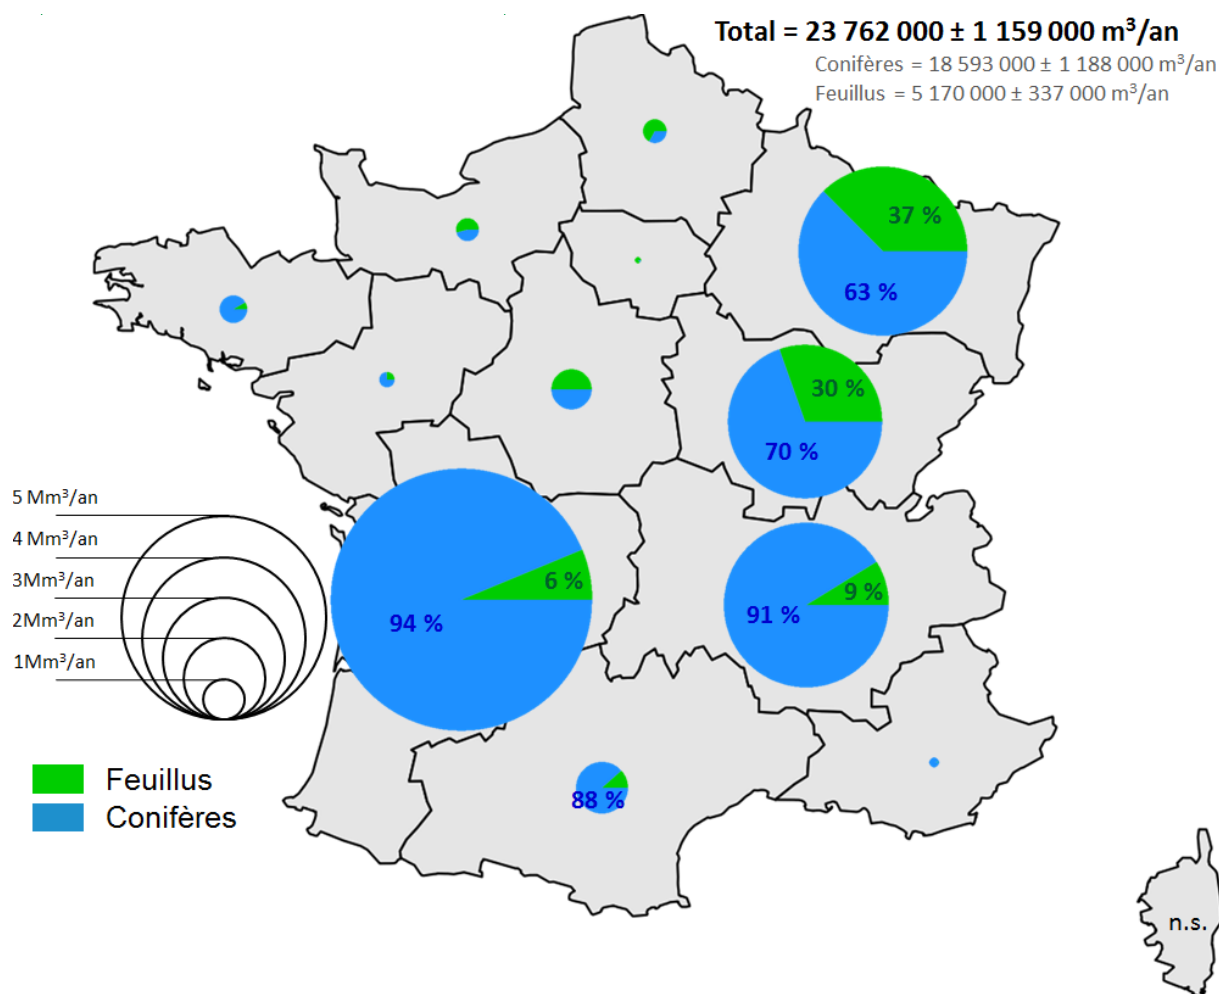 Total = 23 762 000 ± 1 159 000 m³/an
Conifères = 18 593 000 ± 1 188 000 m³/an
Feuillus = 5 170 000 ± 337 000 m³/an
37 %
63 %
30 %
70 %
5 Mm³/an
4 Mm³/an
3Mm³/an
2Mm³/an
1Mm³/an
6 %
94 %
9 %
91 %
88 %
Feuillus
Conifères
n.s.